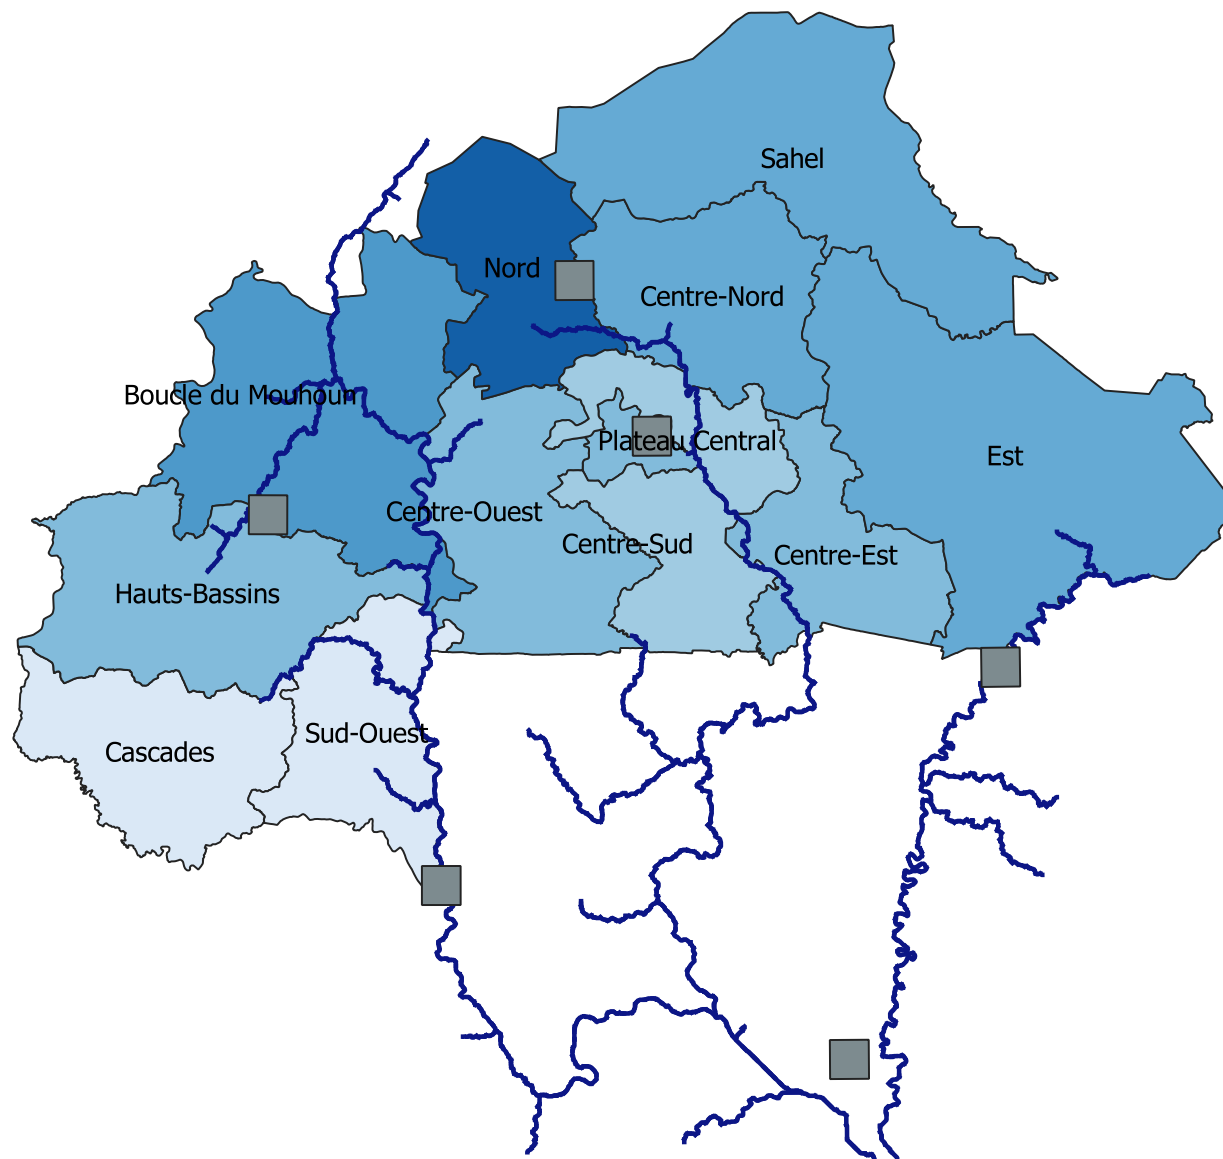 Sahel
Nord
Centre-Nord
Boucle du Mouhoun
Plateau Central
Est
Centre-Ouest
Centre-Sud
Centre-Est
Hauts-Bassins
Sud-Ouest
Cascades